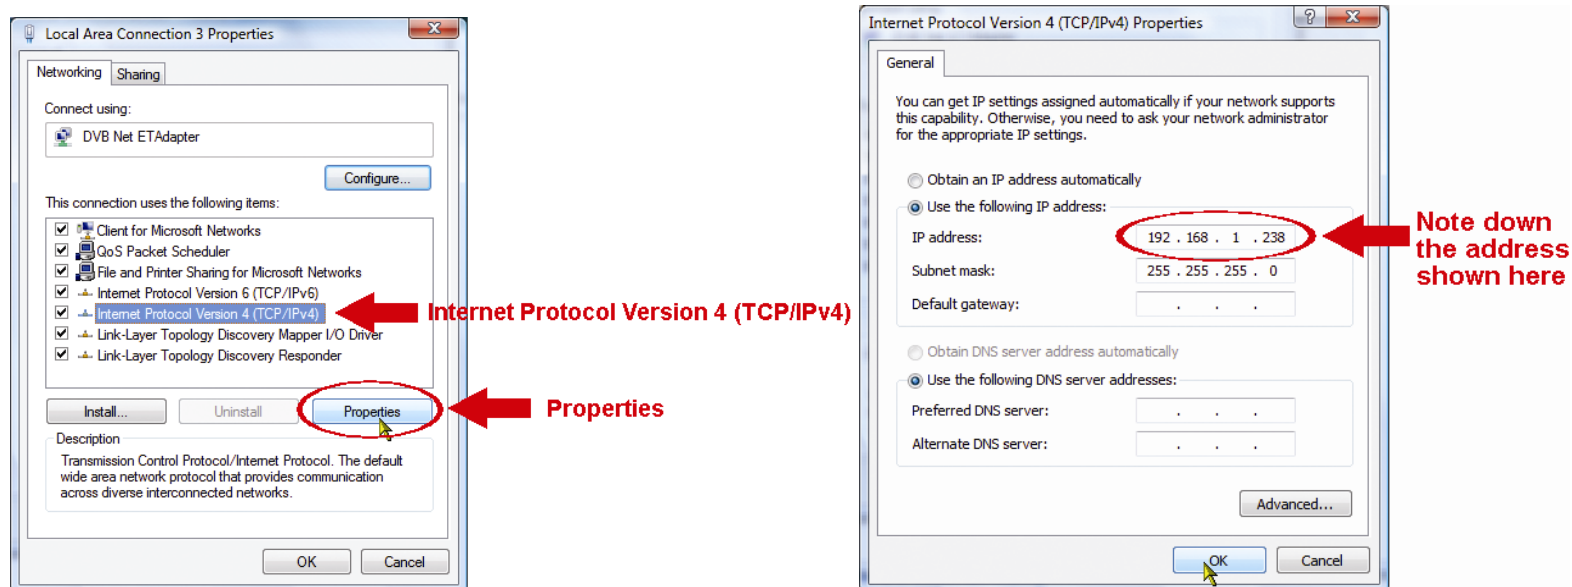 Local Area Connection 3 Properties
Networking
Sharing
Connect using:
DVB Net ETAdapter
Configure...
This connection uses the following items:
Client for Microsoft Networks
QoS Packet Scheduler
File and Printer Sharing for Microsoft Networks
Internet Protocol Version 6 (TCP/IPv6)
Internet Protocol Version 4 (TCP/IPv4)
Link-Layer Topology Discovery Mapper I/O Driver
Link-Layer Topology Discovery Responder
Install...
Uninstall
Properties
Description
Transmission Control Protocol/Internet Protocol. The default
wide area network protocol that provides communication
across diverse interconnected networks.
OK
Cancel
Internet Protocol Version 4 (TCP/IPv4)
Properties
Internet Protocol Version 4 (TCP/IPv4) Properties
General
You can get IP settings assigned automatically if your network supports
this capability. Otherwise, you need to ask your network administrator
for the appropriate IP settings.
Obtain an IP address automatically
Use the following IP address:
IP address:
192 . 168 . 1 . 238
Subnet mask:
255 . 255 . 255 . 0
Default gateway:
. . .
Obtain DNS server address automatically
Use the following DNS server addresses:
Preferred DNS server:
. . .
Alternate DNS server:
. . .
Advanced...
OK
Cancel
Note down
the address
shown here